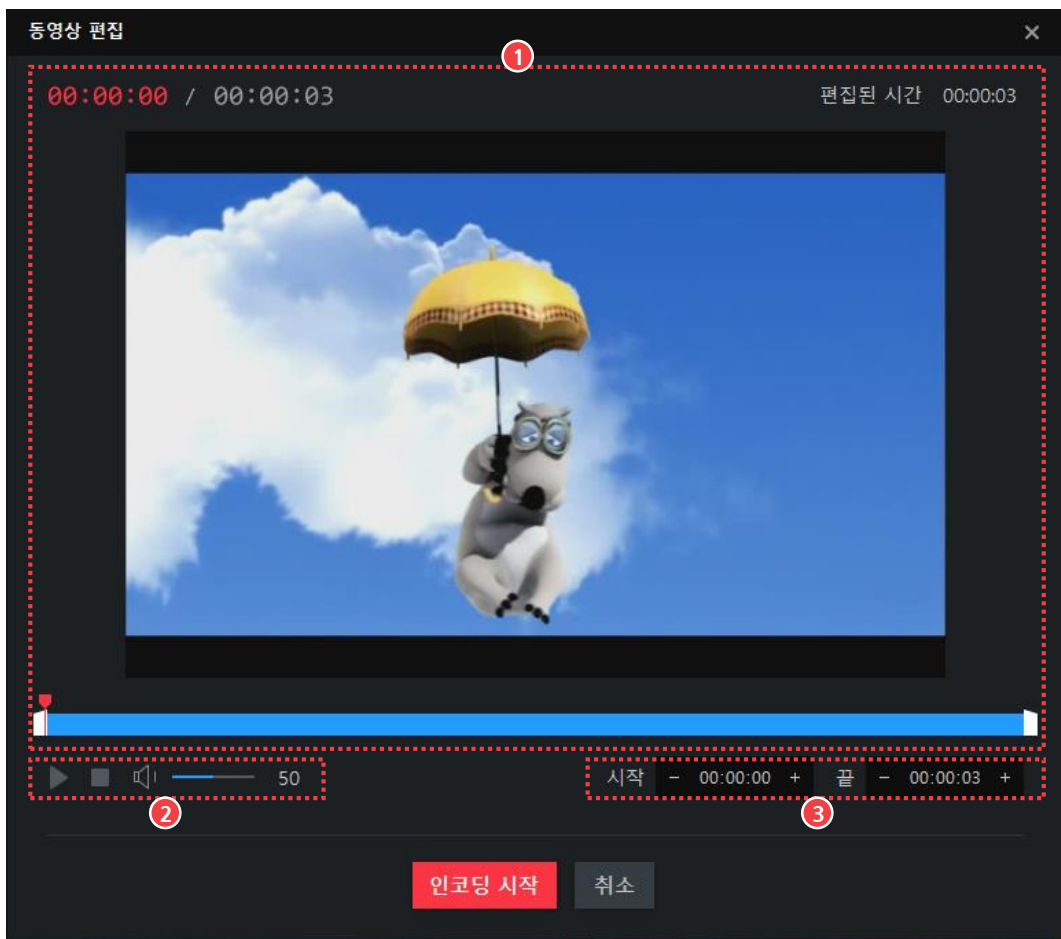 동영상 편집 ×
1
00:00:00 / 00:00:03 편집된 시간 00:00:03
50 시작 - 00:00:00 + 끝 - 00:00:03 +
2 3
인코딩 시작 취소